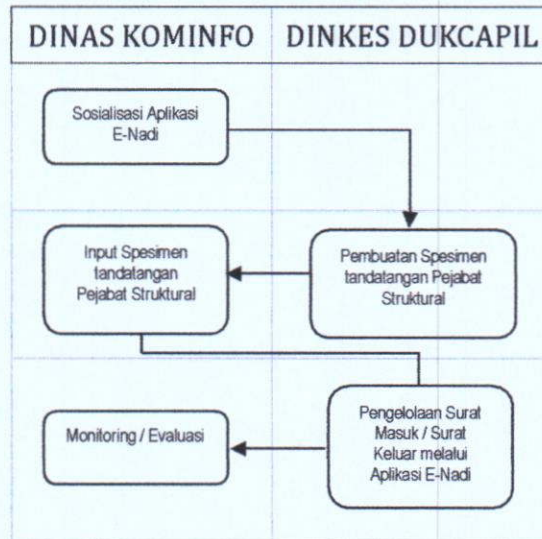 DINAS KOMINFO
DINKES DUKCAPIL
Sosialisasi Aplikasi
E-Nadi
Input Spesimen
tandatangan
Pejabat Struktural
Pembuatan Spesimen
tandatangan Pejabat
Struktural
Monitoring / Evaluasi
Pengelolaan Surat
Masuk / Surat
Keluar melalui
Aplikasi E-Nadi